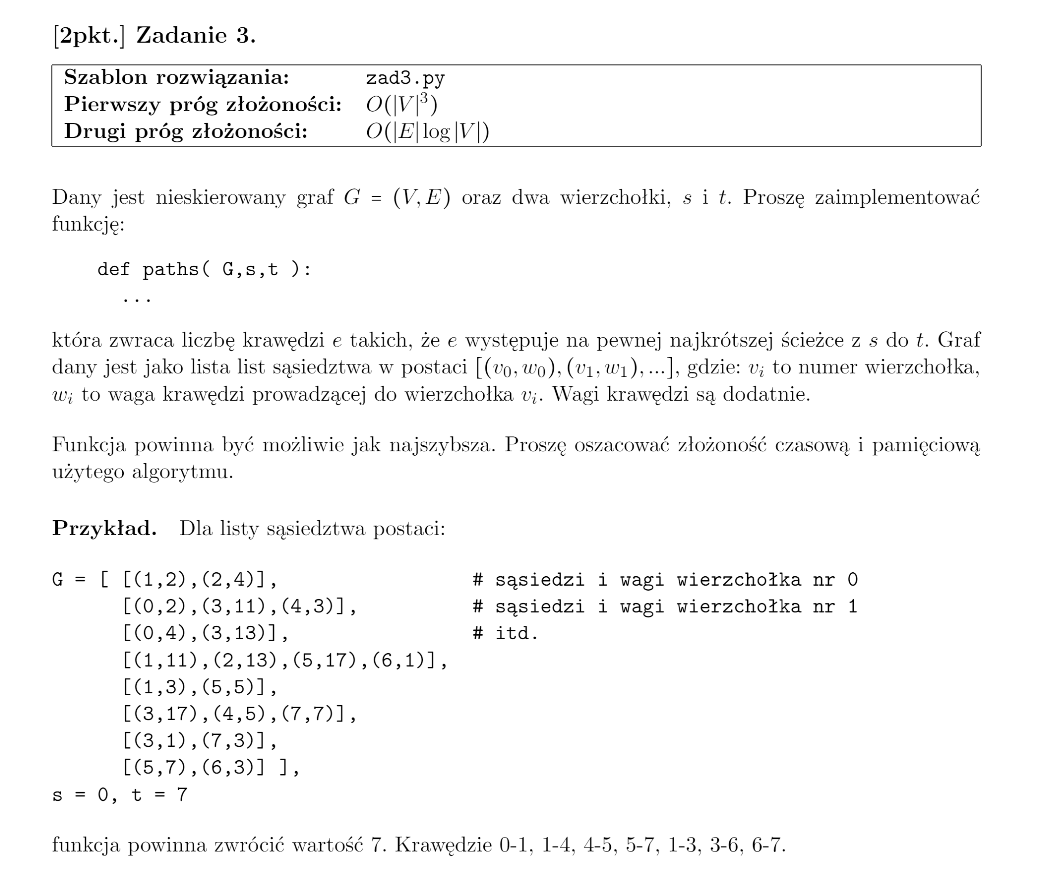 [2pkt.] Zadanie 3.
Szablon rozwiązania: zad3.py
Pierwszy próg złożoności: O(|V|³)
Drugi próg złożoności: O(|E| log |V|)
Dany jest nieskierowany graf G = (V, E) oraz dwa wierzchołki, s i t. Proszę zaimplementować
funkcję:
def paths( G,s,t ):
...
która zwraca liczbę krawędzi e takich, że e występuje na pewnej najkrótszej ścieżce z s do t. Graf
dany jest jako lista list sąsiedztwa w postaci [(v₀, w₀), (v₁, w₁), ...], gdzie: vᵢ to numer wierzchołka,
wᵢ to waga krawędzi prowadzącej do wierzchołka vᵢ. Wagi krawędzi są dodatnie.
Funkcja powinna być możliwie jak najszybsza. Proszę oszacować złożoność czasową i pamięciową
użytego algorytmu.
Przykład. Dla listy sąsiedztwa postaci:
G = [ [(1,2),(2,4)], # sąsiedzi i wagi wierzchołka nr 0
[(0,2),(3,11),(4,3)], # sąsiedzi i wagi wierzchołka nr 1
[(0,4),(3,13)], # itd.
[(1,11),(2,13),(5,17),(6,1)],
[(1,3),(5,5)],
[(3,17),(4,5),(7,7)],
[(3,1),(7,3)],
[(5,7),(6,3)] ],
s = 0, t = 7
funkcja powinna zwrócić wartość 7. Krawędzie 0-1, 1-4, 4-5, 5-7, 1-3, 3-6, 6-7.